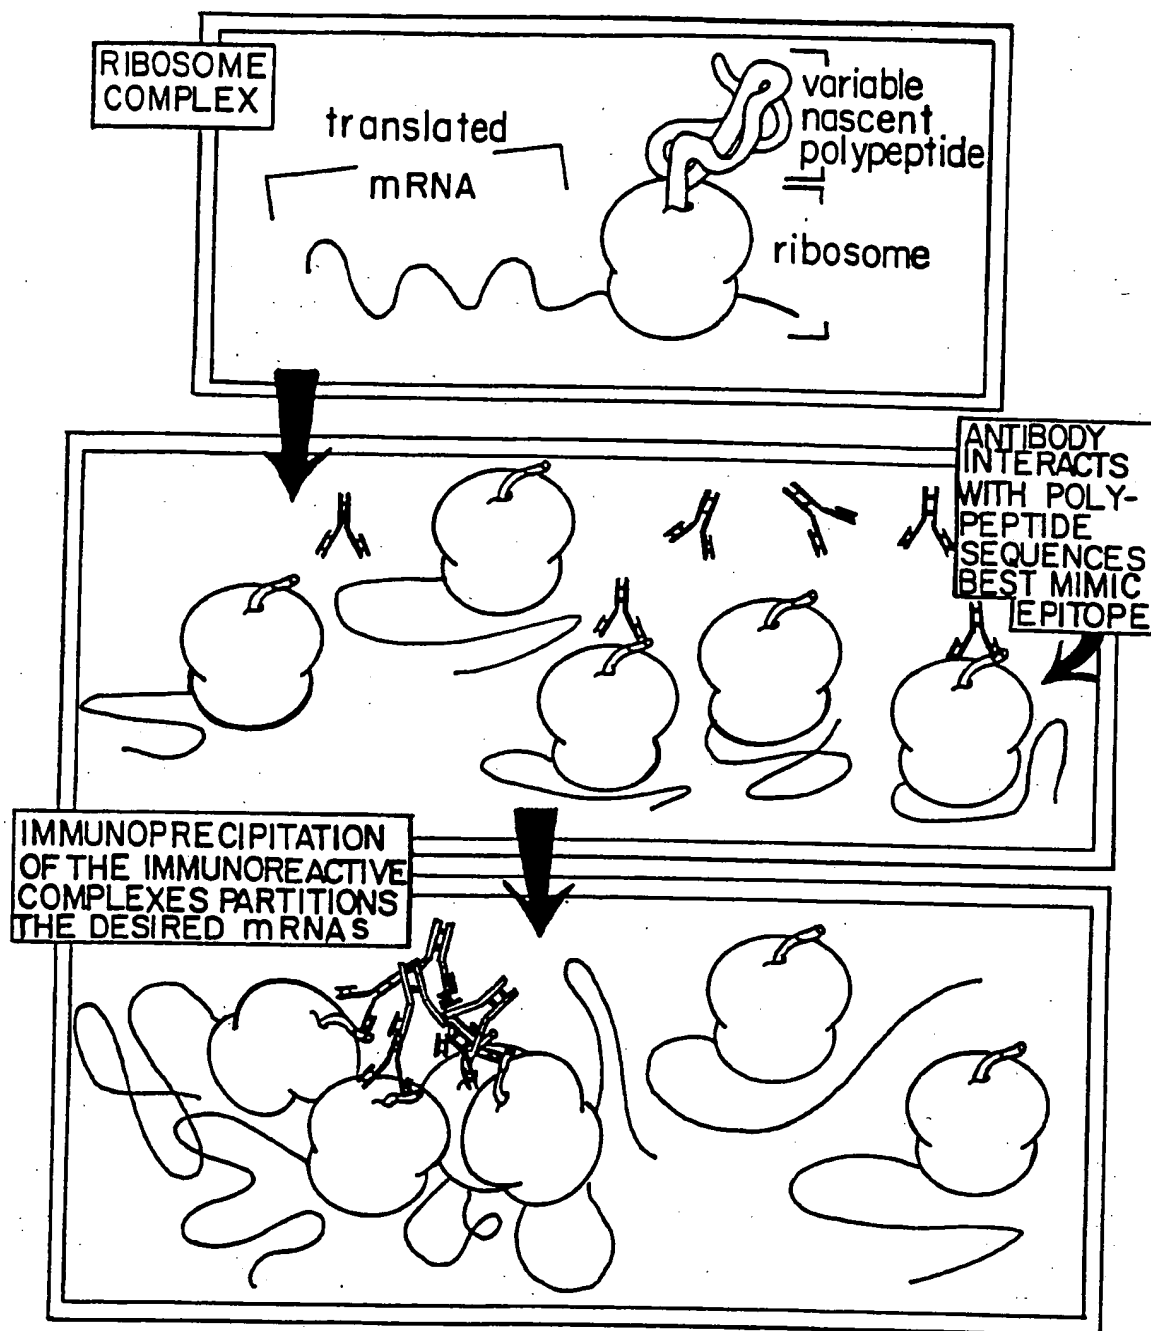 RIBOSOME
COMPLEX
translated
mRNA
variable
nascent
polypeptide
ribosome
ANTIBODY
INTERACTS
WITH POLY-
PEPTIDE
SEQUENCES
BEST MIMIC
EPITOPE
IMMUNOPRECIPITATION
OF THE IMMUNOREACTIVE
COMPLEXES PARTITIONS
THE DESIRED mRNAS